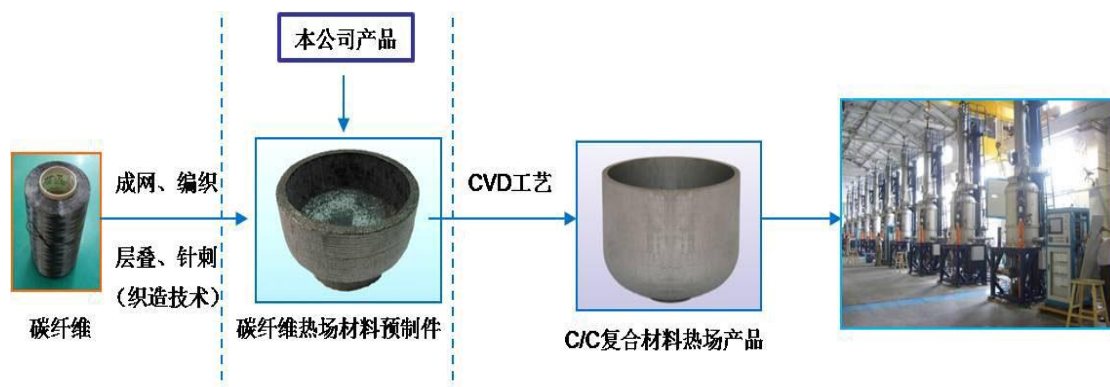 本公司产品
成网、编织
层叠、针刺
（织造技术）
碳纤维
碳纤维热场材料预制件
CVD工艺
C/C复合材料热场产品